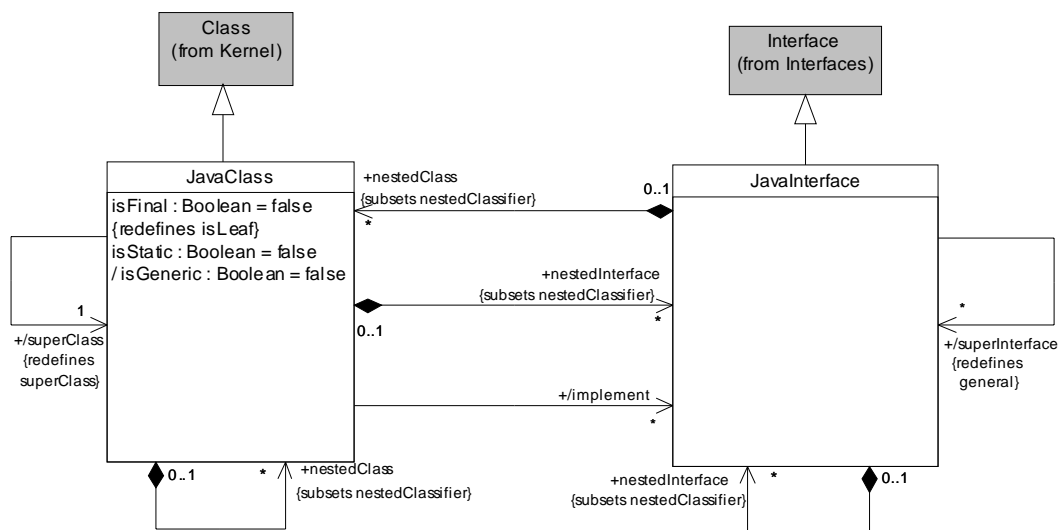 Class
(from Kernel)
Interface
(from Interfaces)
JavaClass
isFinal : Boolean = false
{redefines isLeaf}
isStatic : Boolean = false
/ isGeneric : Boolean = false
JavaInterface
+nestedClass
{subsets nestedClassifier}
*
0..1
+nestedInterface
{subsets nestedClassifier}
0..1
*
1
+/superClass
{redefines
superClass}
*
+/superInterface
{redefines
general}
+/implement
*
0..1
*
+nestedClass
{subsets nestedClassifier}
+nestedInterface
{subsets nestedClassifier}
*
0..1